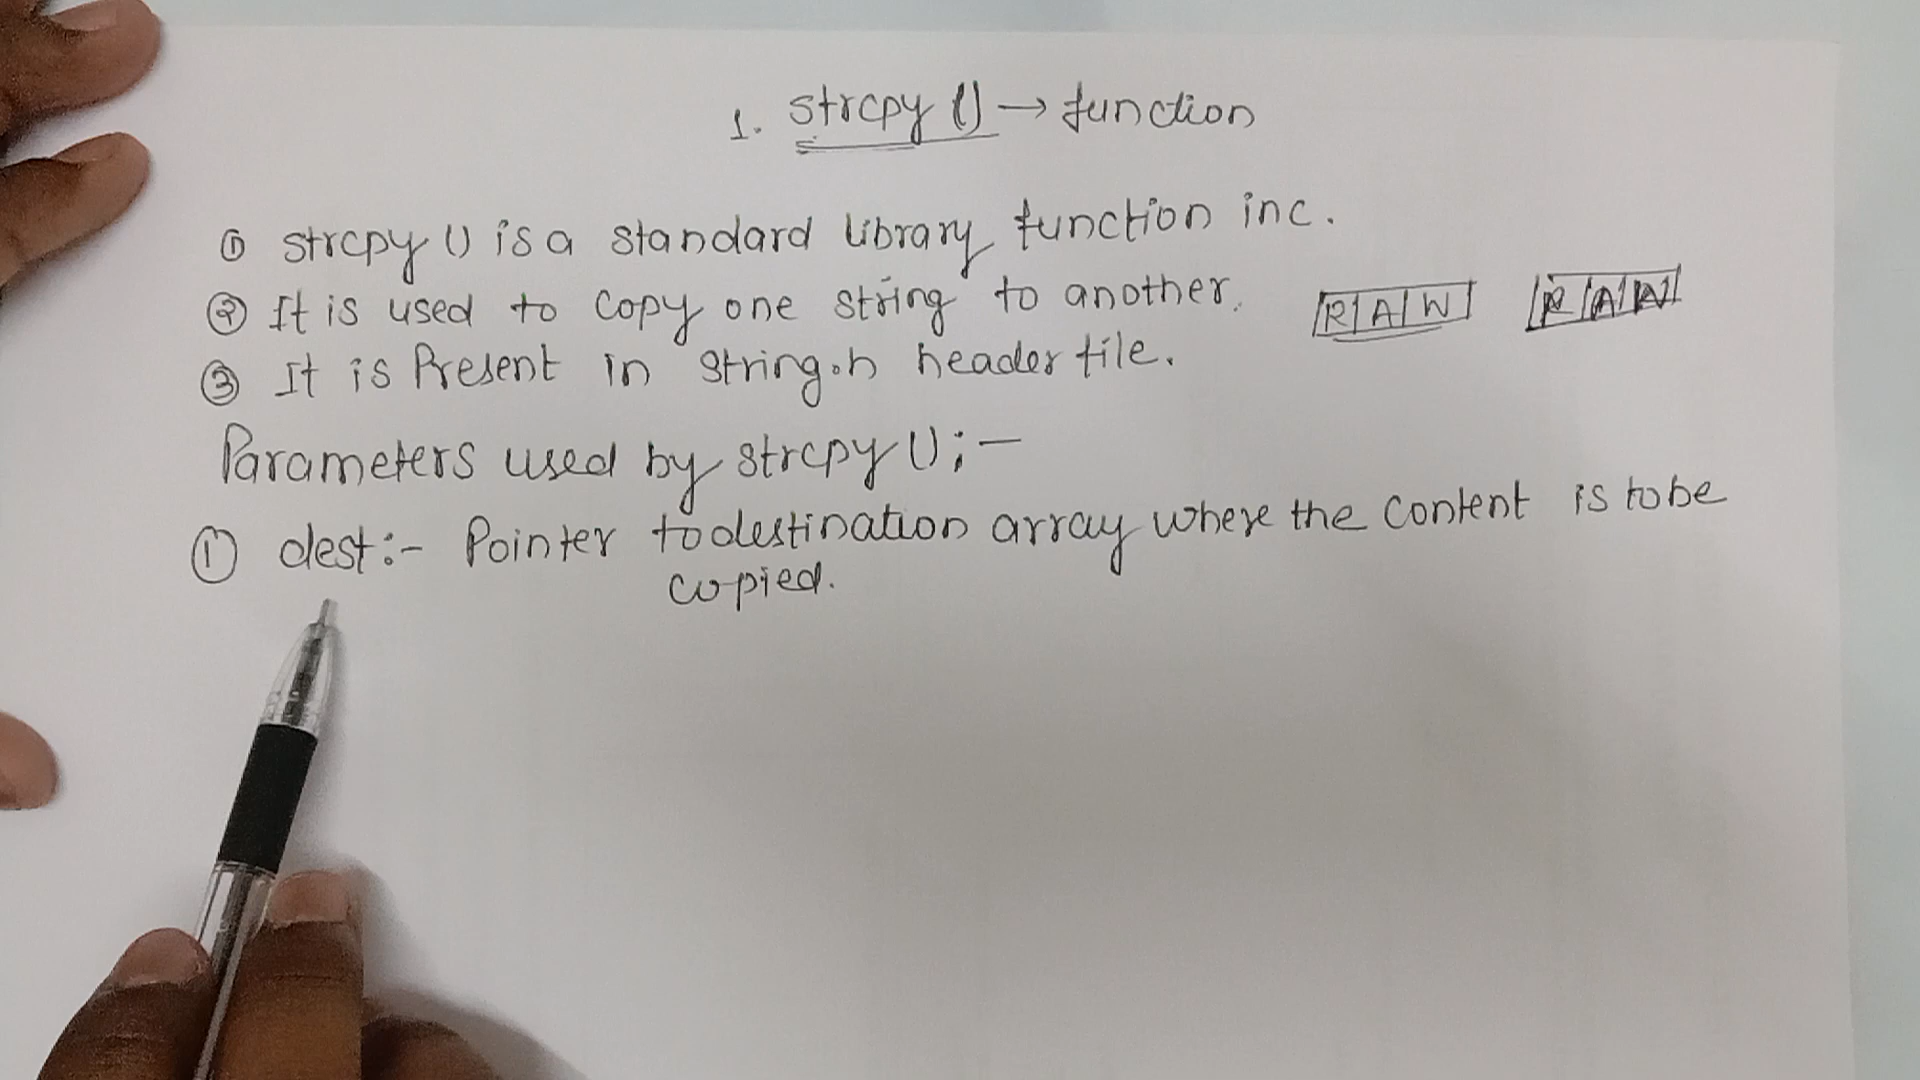 1. strcpy () → function
① strcpy () is a standard library function inc.
② It is used to copy one string to another. R A W R A W
③ It is Present in string.h header file.
Parameters used by strcpy ();-
① dest:- Pointer to destination array where the content is to be
copied.